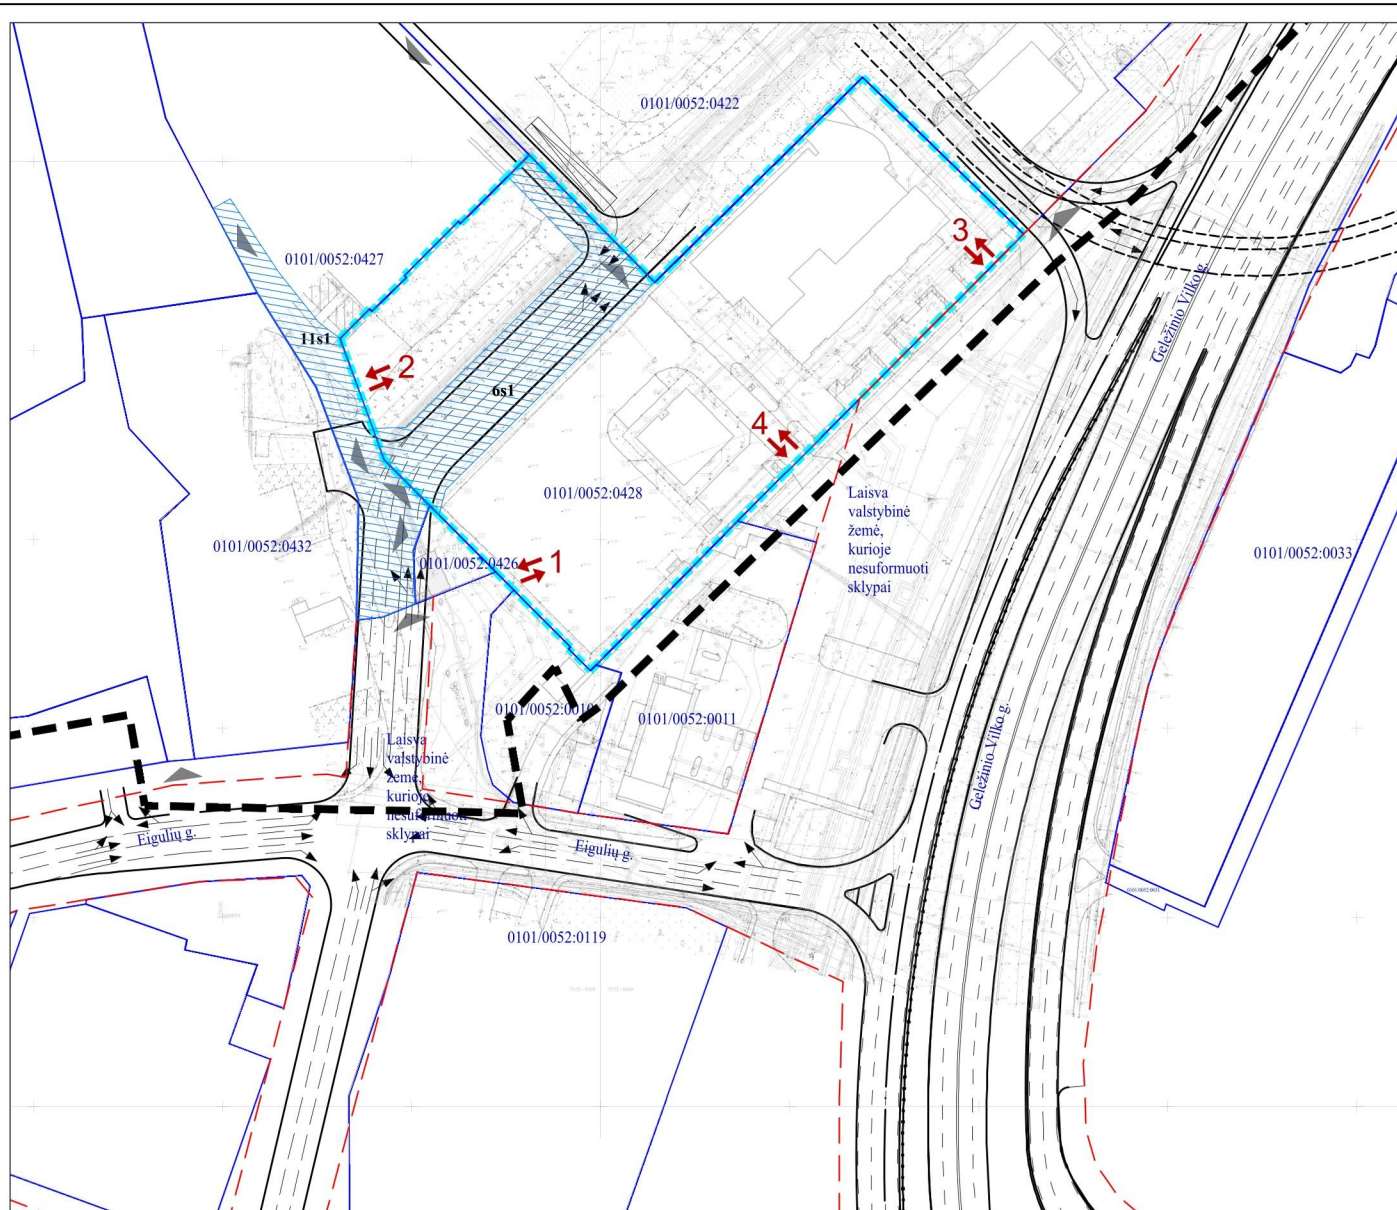 0101/0052:0422
0101/0052:0427
3
Geležinio Vilko g.
11s1
2
6s1
4
0101/0052:0428
Laisva
valstybinė
žemė,
kurioje
nesuformuoti
sklypai
0101/0052:0432
0101/0052:0426
1
0101/0052:0033
0101/0052:0010
0101/0052:0011
Geležinio Vilko g.
Laisva
valstybinė
žemė,
kurioje
nesuformuoti
sklypai
Eigulių g.
Eigulių g.
0101/0052:0119